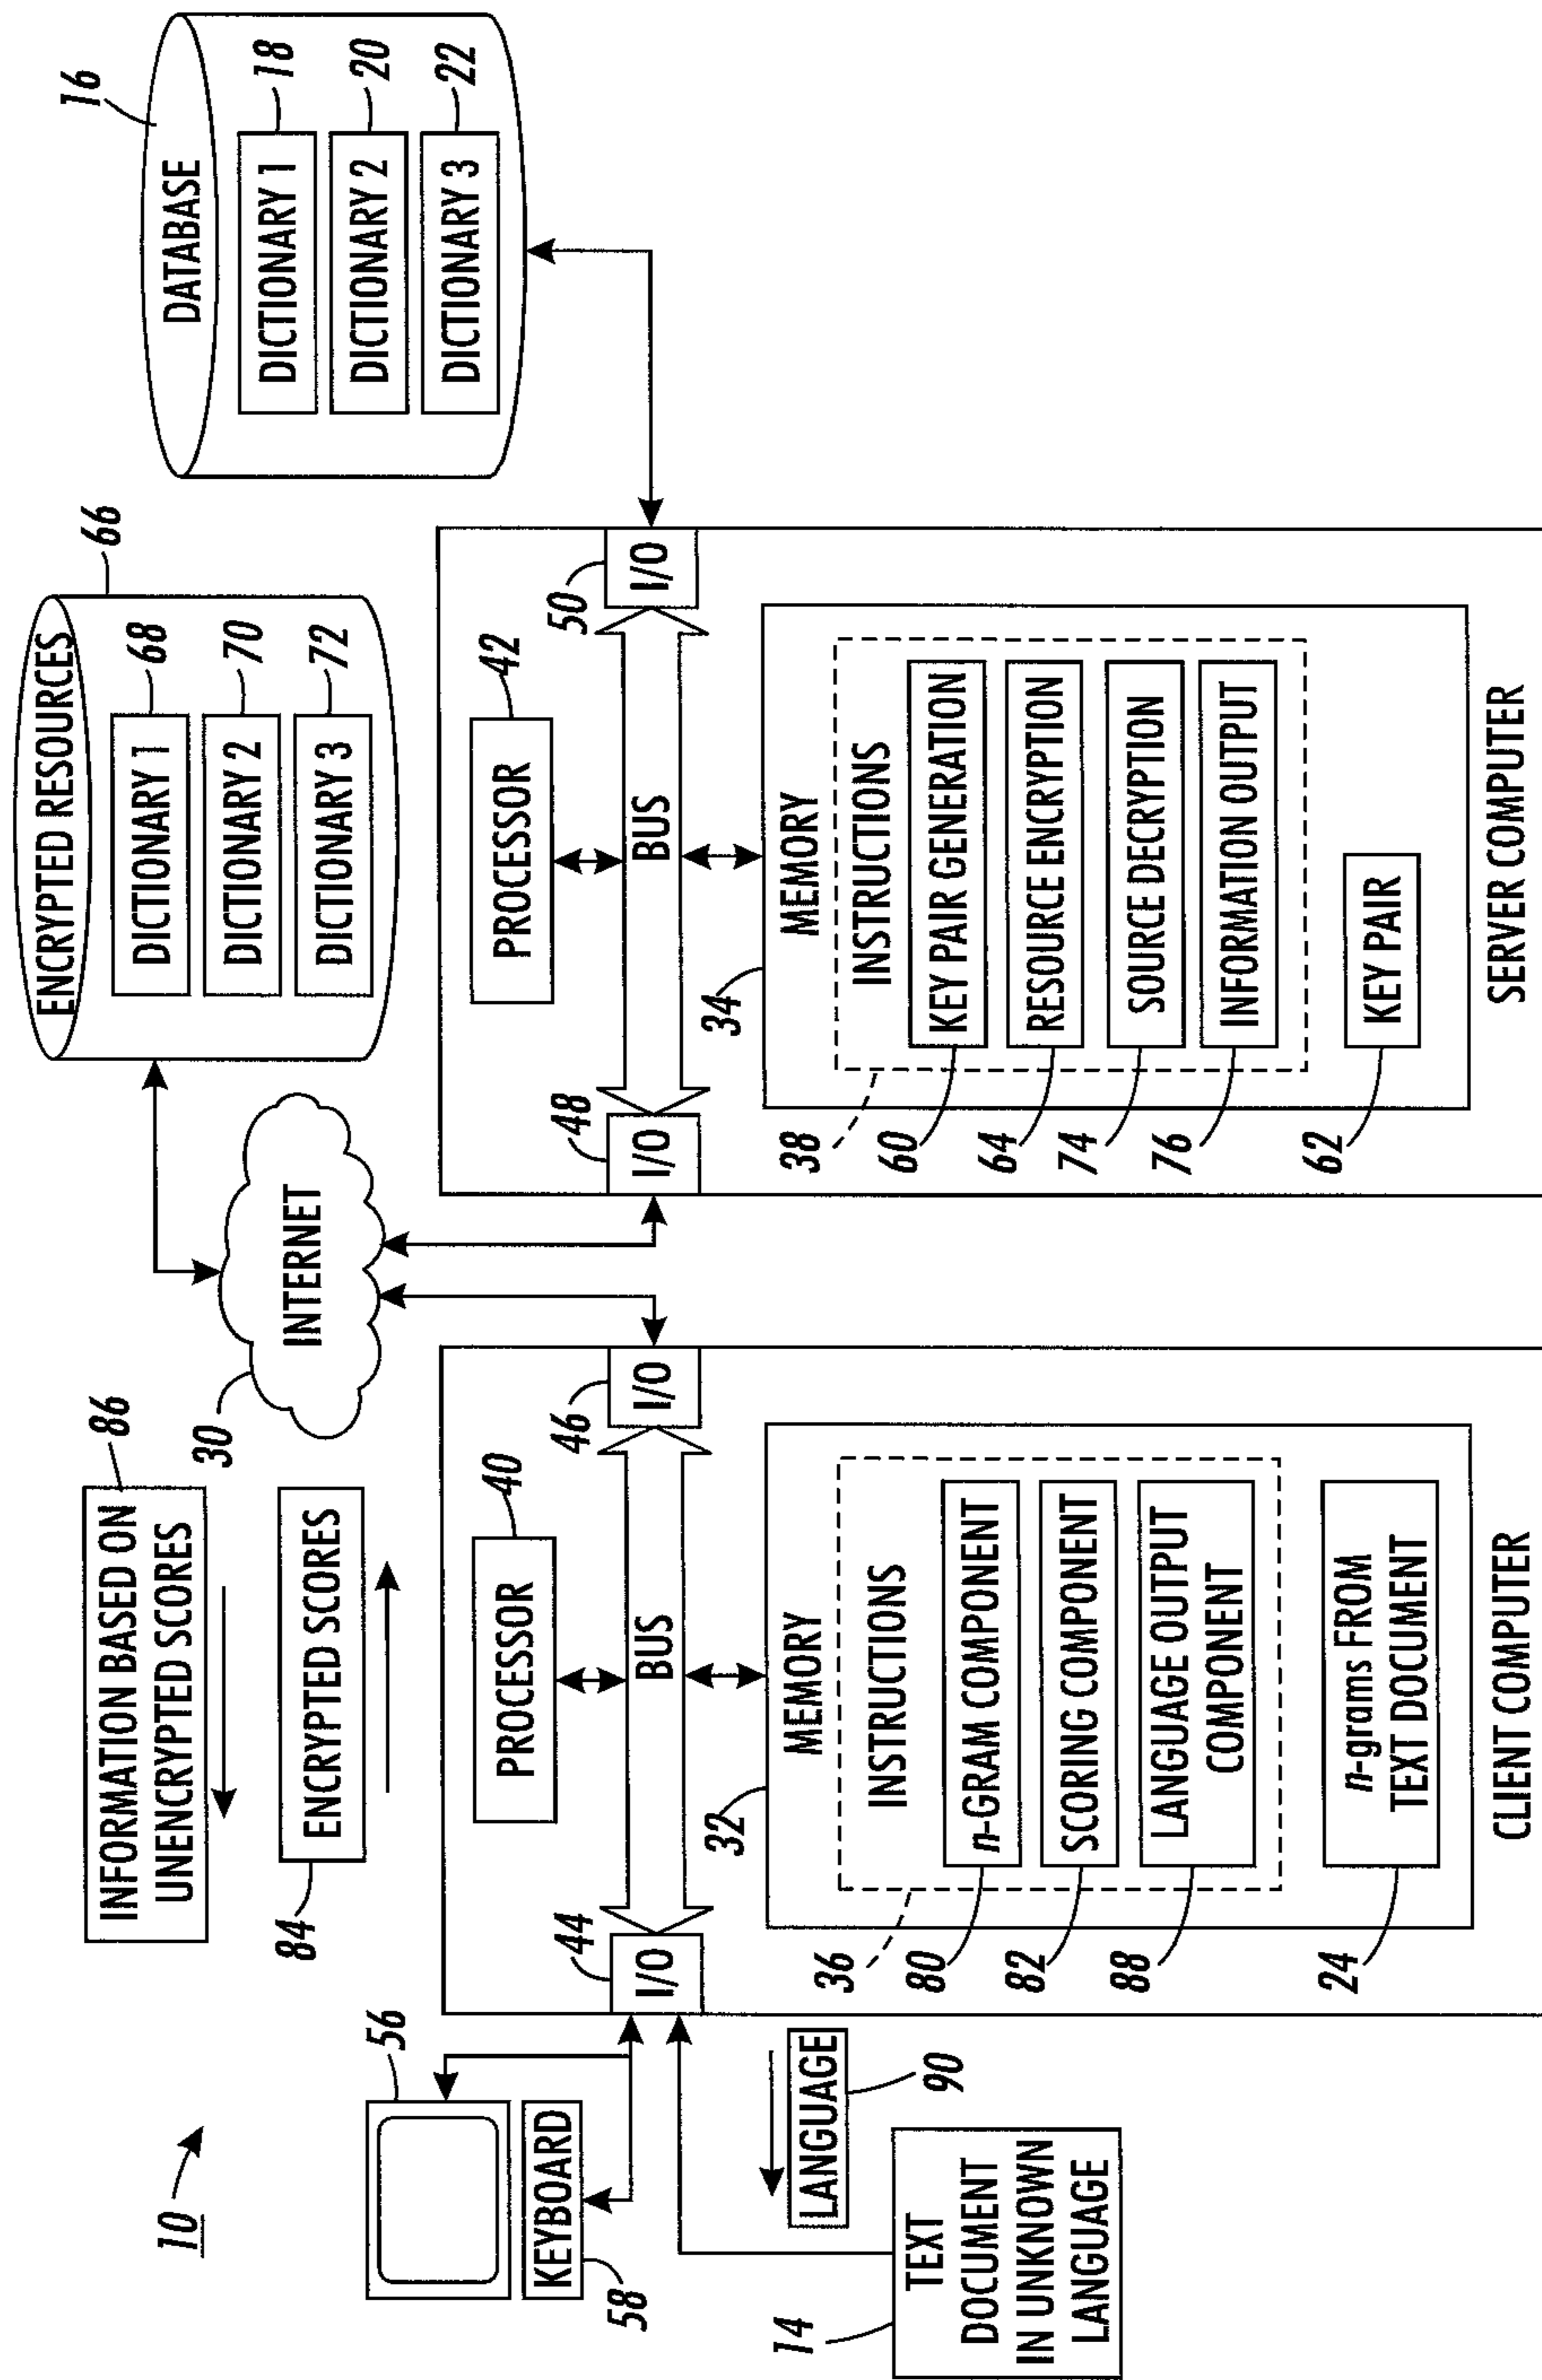 10
56
KEYBOARD
58
14
TEXT
DOCUMENT
IN UNKNOWN
LANGUAGE
LANGUAGE
90
INFORMATION BASED ON
UNENCRYPTED SCORES
86
ENCRYPTED SCORES
84
30
INTERNET
ENCRYPTED RESOURCES
66
DICTIONARY 1
68
DICTIONARY 2
70
DICTIONARY 3
72
DATABASE
16
DICTIONARY 1
18
DICTIONARY 2
20
DICTIONARY 3
22
PROCESSOR
40
44
I/O
BUS
46
I/O
32
MEMORY
INSTRUCTIONS
36
n-GRAM COMPONENT
80
SCORING COMPONENT
82
LANGUAGE OUTPUT
COMPONENT
88
n-grams FROM
TEXT DOCUMENT
24
CLIENT COMPUTER
PROCESSOR
42
48
I/O
BUS
50
I/O
34
MEMORY
INSTRUCTIONS
38
KEY PAIR GENERATION
60
RESOURCE ENCRYPTION
64
SOURCE DECRYPTION
74
INFORMATION OUTPUT
76
KEY PAIR
62
SERVER COMPUTER